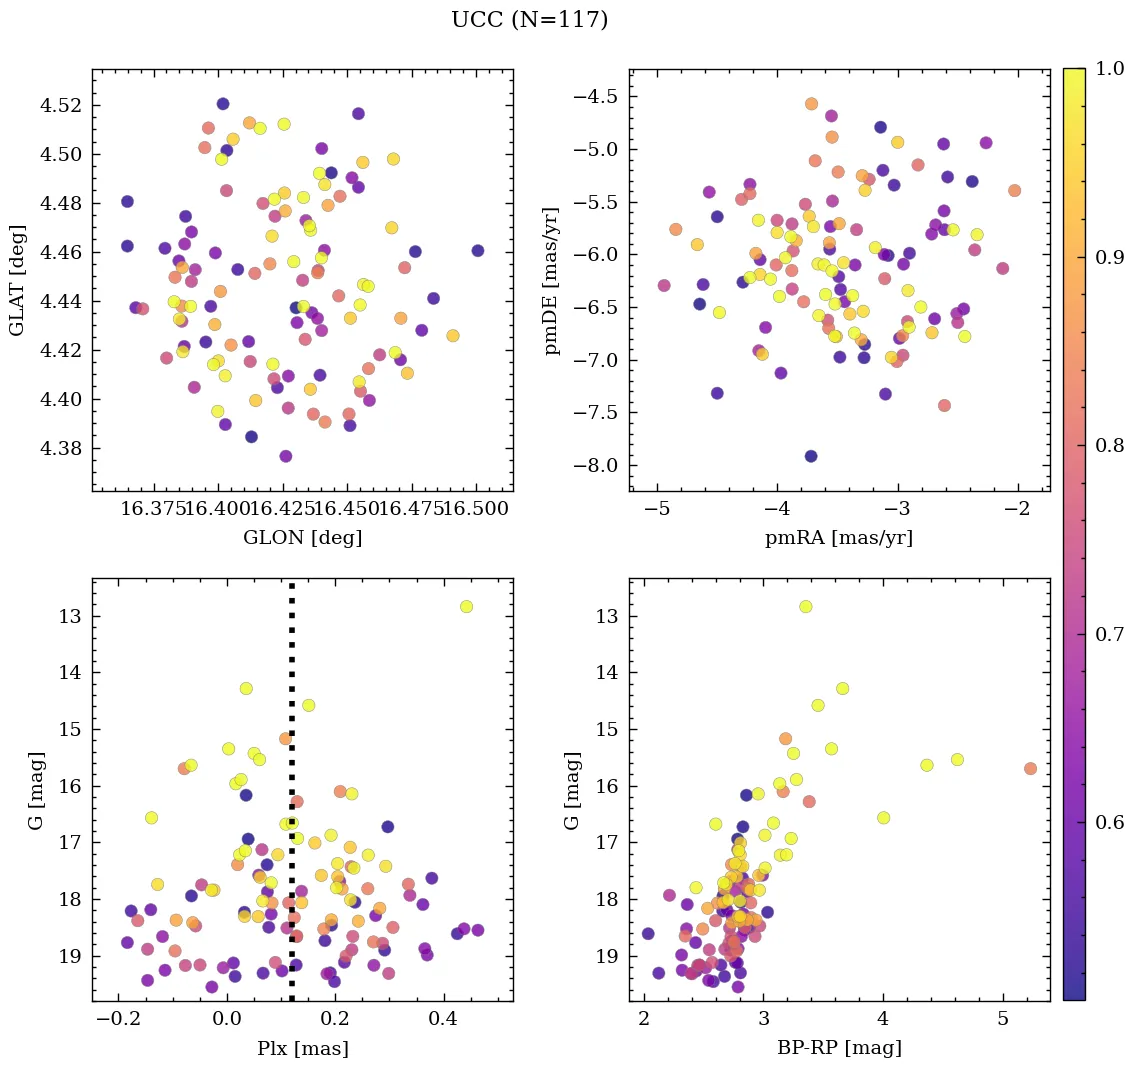 UCC (N=117)
4.52
4.50
4.48
4.46
4.44
4.42
4.40
4.38
GLAT [deg]
16.375 16.400 16.425 16.450 16.475 16.500
GLON [deg]
−4.5
−5.0
−5.5
−6.0
−6.5
−7.0
−7.5
−8.0
pmDE [mas/yr]
−5 −4 −3 −2
pmRA [mas/yr]
1.0
0.9
0.8
0.7
0.6
13
14
15
16
17
18
19
G [mag]
−0.2 0.0 0.2 0.4
Plx [mas]
13
14
15
16
17
18
19
G [mag]
2 3 4 5
BP-RP [mag]